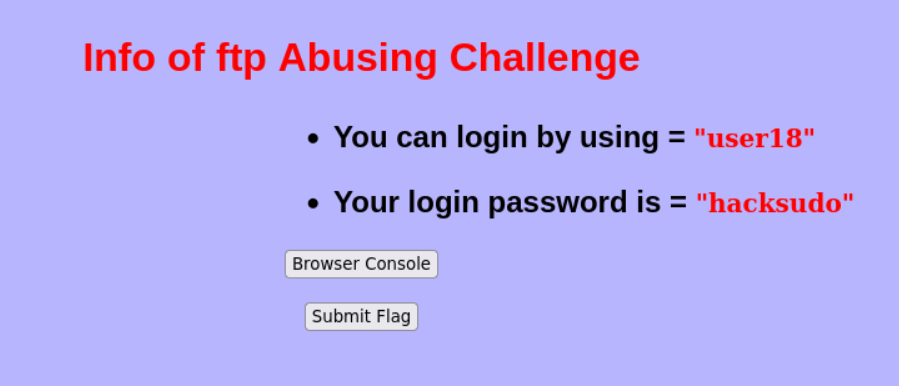 Info of ftp Abusing Challenge
• You can login by using = "user18"
• Your login password is = "hacksudo"
Browser Console
Submit Flag